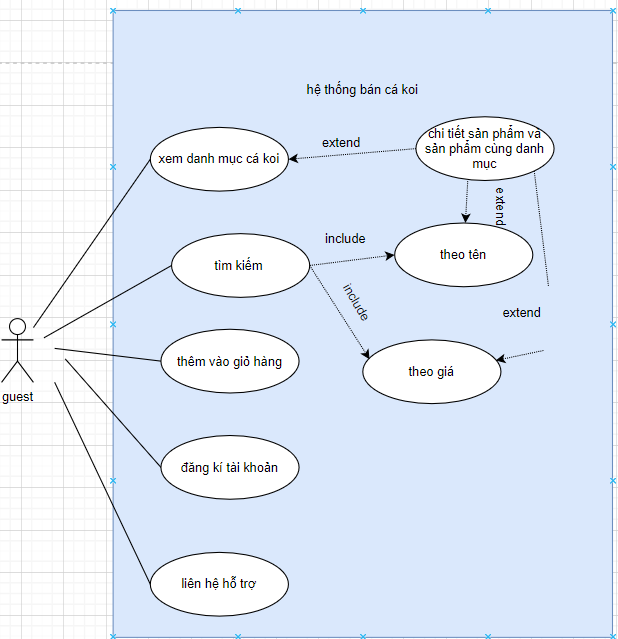 hệ thống bán cá koi
xem danh mục cá koi
extend
chi tiết sản phẩm và
sản phẩm cùng danh
mục
extend
tìm kiếm
include
theo tên
include
extend
thêm vào giỏ hàng
theo giá
guest
đăng kí tài khoản
liên hệ hỗ trợ